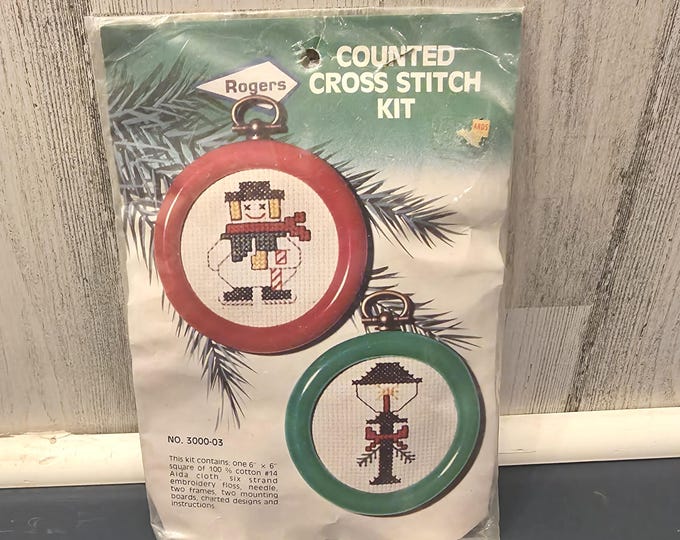 Rogers
COUNTED
CROSS STITCH
KIT
ARDS
NO. 3000-03
This kit contains; one 6" × 6"
square of 100 % cotton #14
Aida cloth, six strand
embroidery floss, needle,
two frames, two mounting
boards, charted designs and
instructions